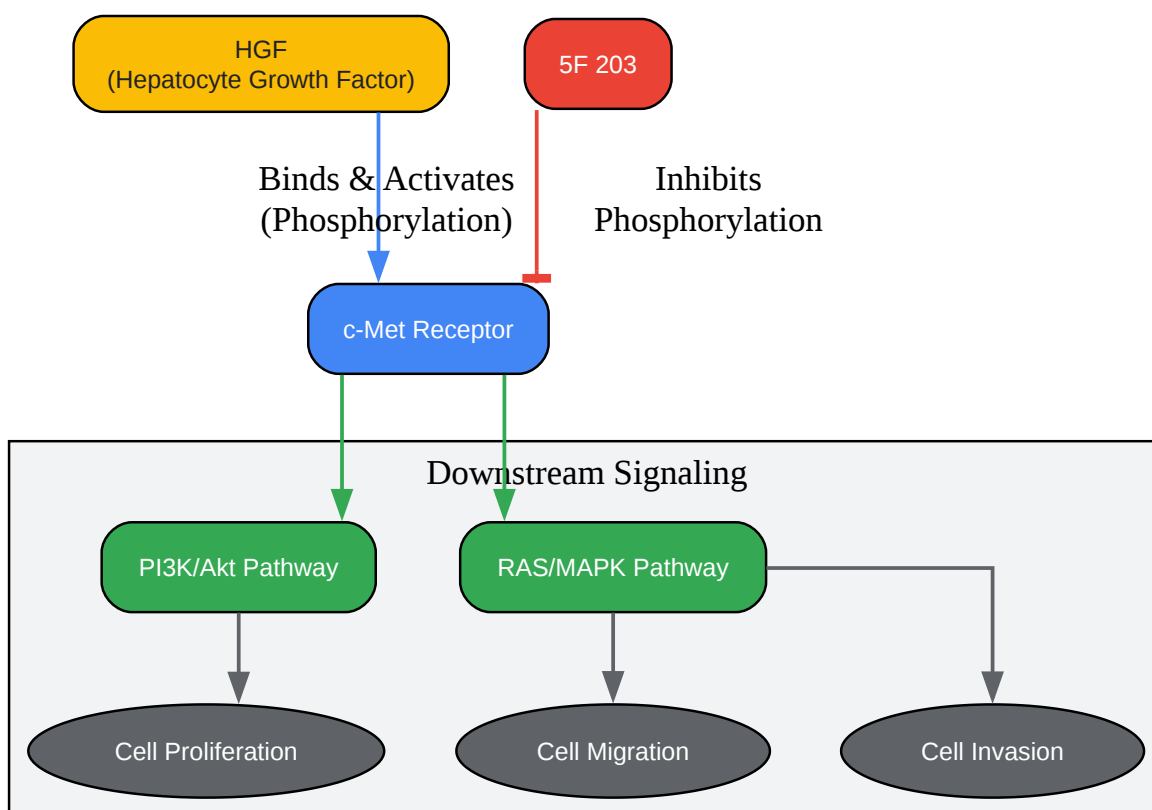 HGF
(Hepatocyte Growth Factor)
5F 203
Binds & Activates
(Phosphorylation)
Inhibits
Phosphorylation
c-Met Receptor
Downstream Signaling
PI3K/Akt Pathway
RAS/MAPK Pathway
Cell Proliferation
Cell Migration
Cell Invasion